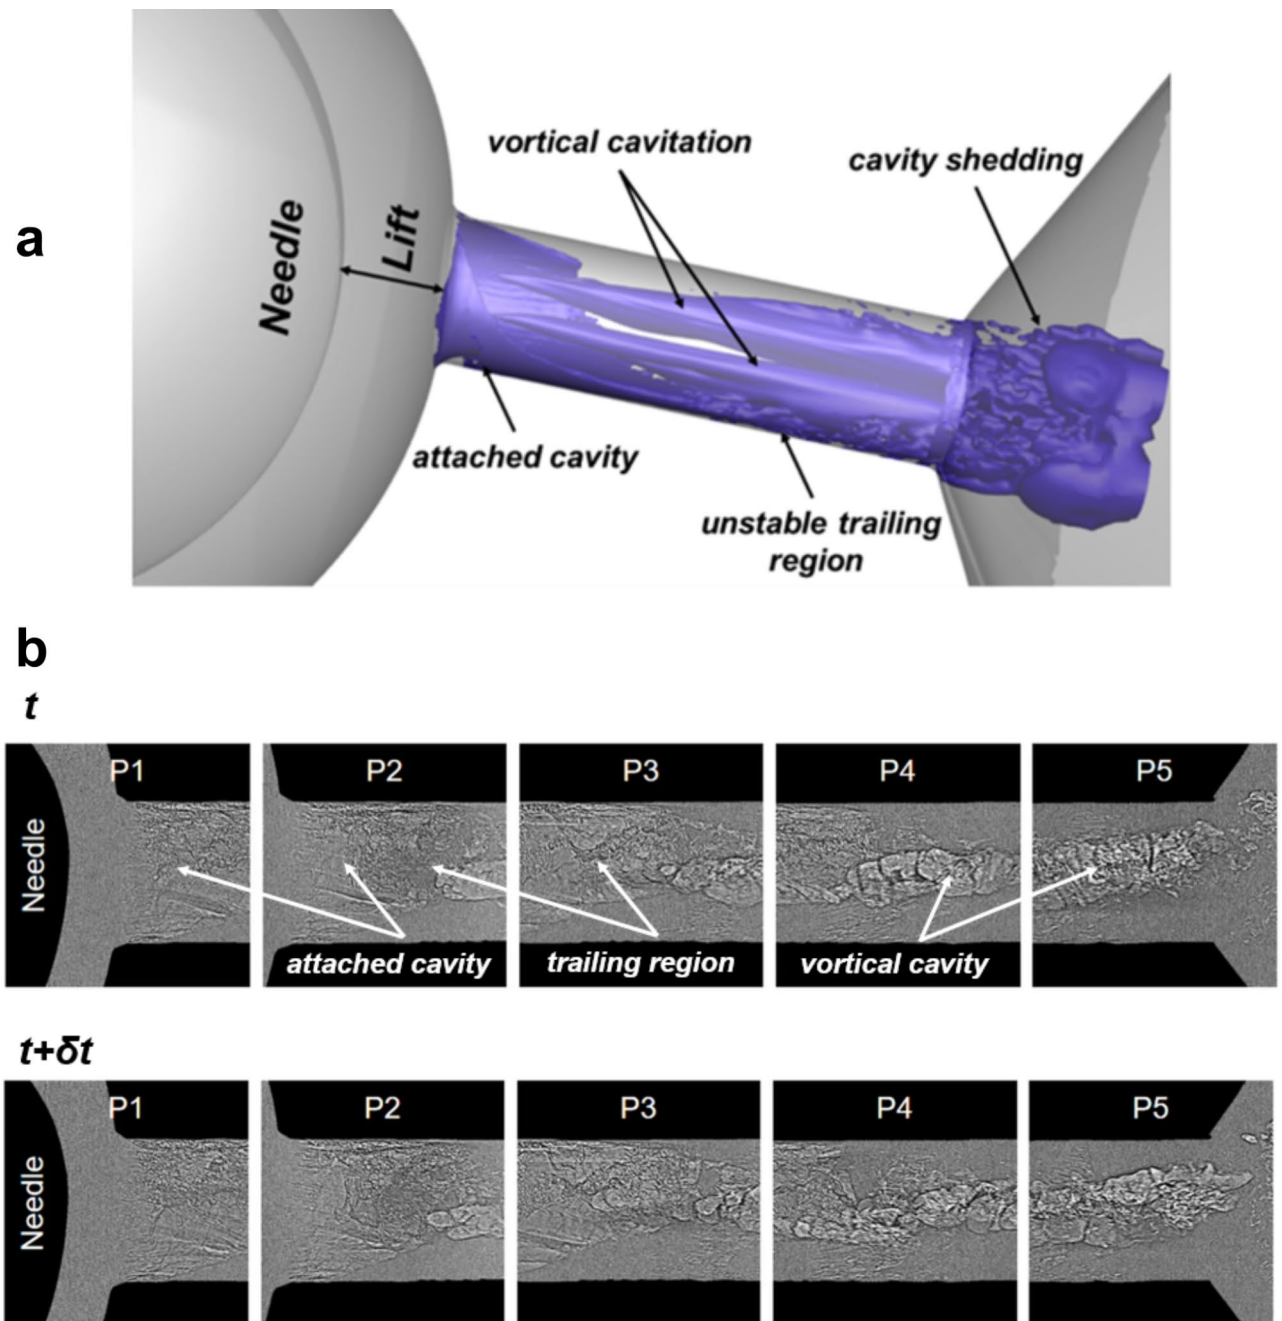 a
vortical cavitation
cavity shedding
Needle
Lift
attached cavity
unstable trailing
region
b
t
P1 P2 P3 P4 P5
Needle
attached cavity trailing region vortical cavity
t+δt
P1 P2 P3 P4 P5
Needle